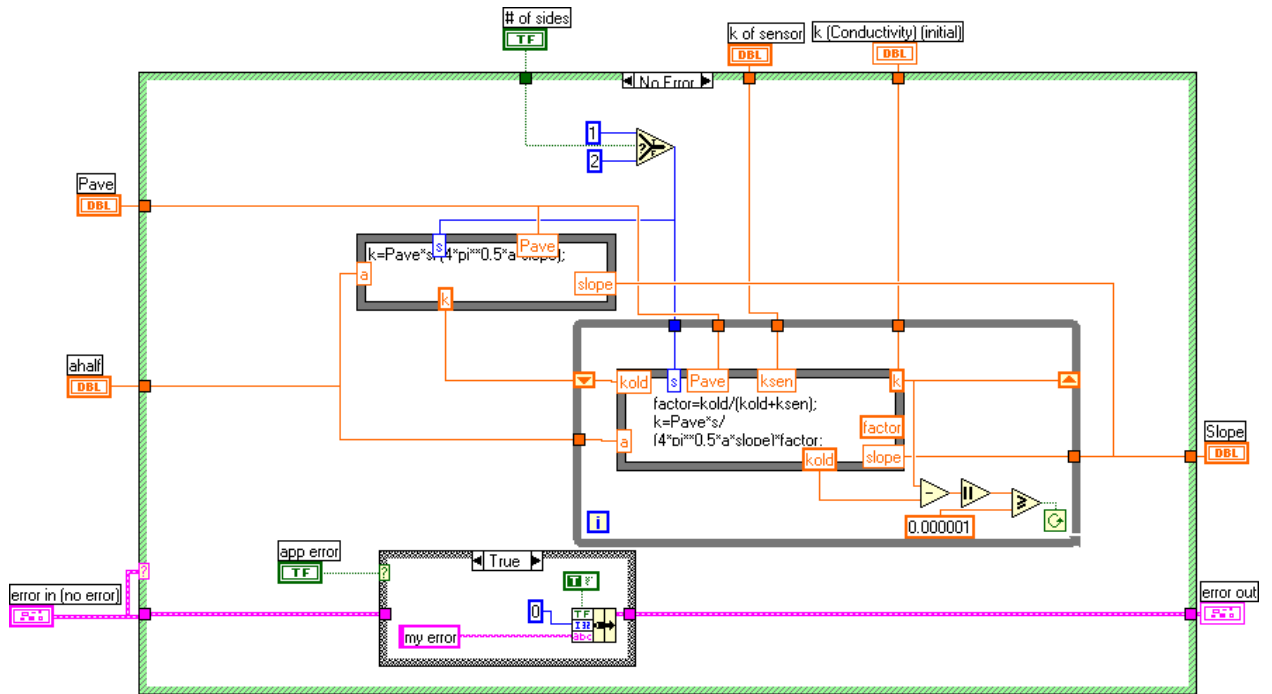 # of sides
TF
k of sensor
DBL
k (Conductivity) (initial)
DBL
No Error
1
2
?
T
F
Pave
DBL
s
Pave
k=Pave*s/(4*pi**0.5*a*slope);
a
slope
k
ahalf
DBL
kold
s
Pave
ksen
k
factor=kold/(kold+ksen);
k=Pave*s/
(4*pi**0.5*a*slope)*factor;
factor
a
kold
slope
Slope
DBL
-
||
≥
0.000001
i
app error
TF
?
True
T
F
?
error in (no error)
0
TF
I32
abc
my error
error out